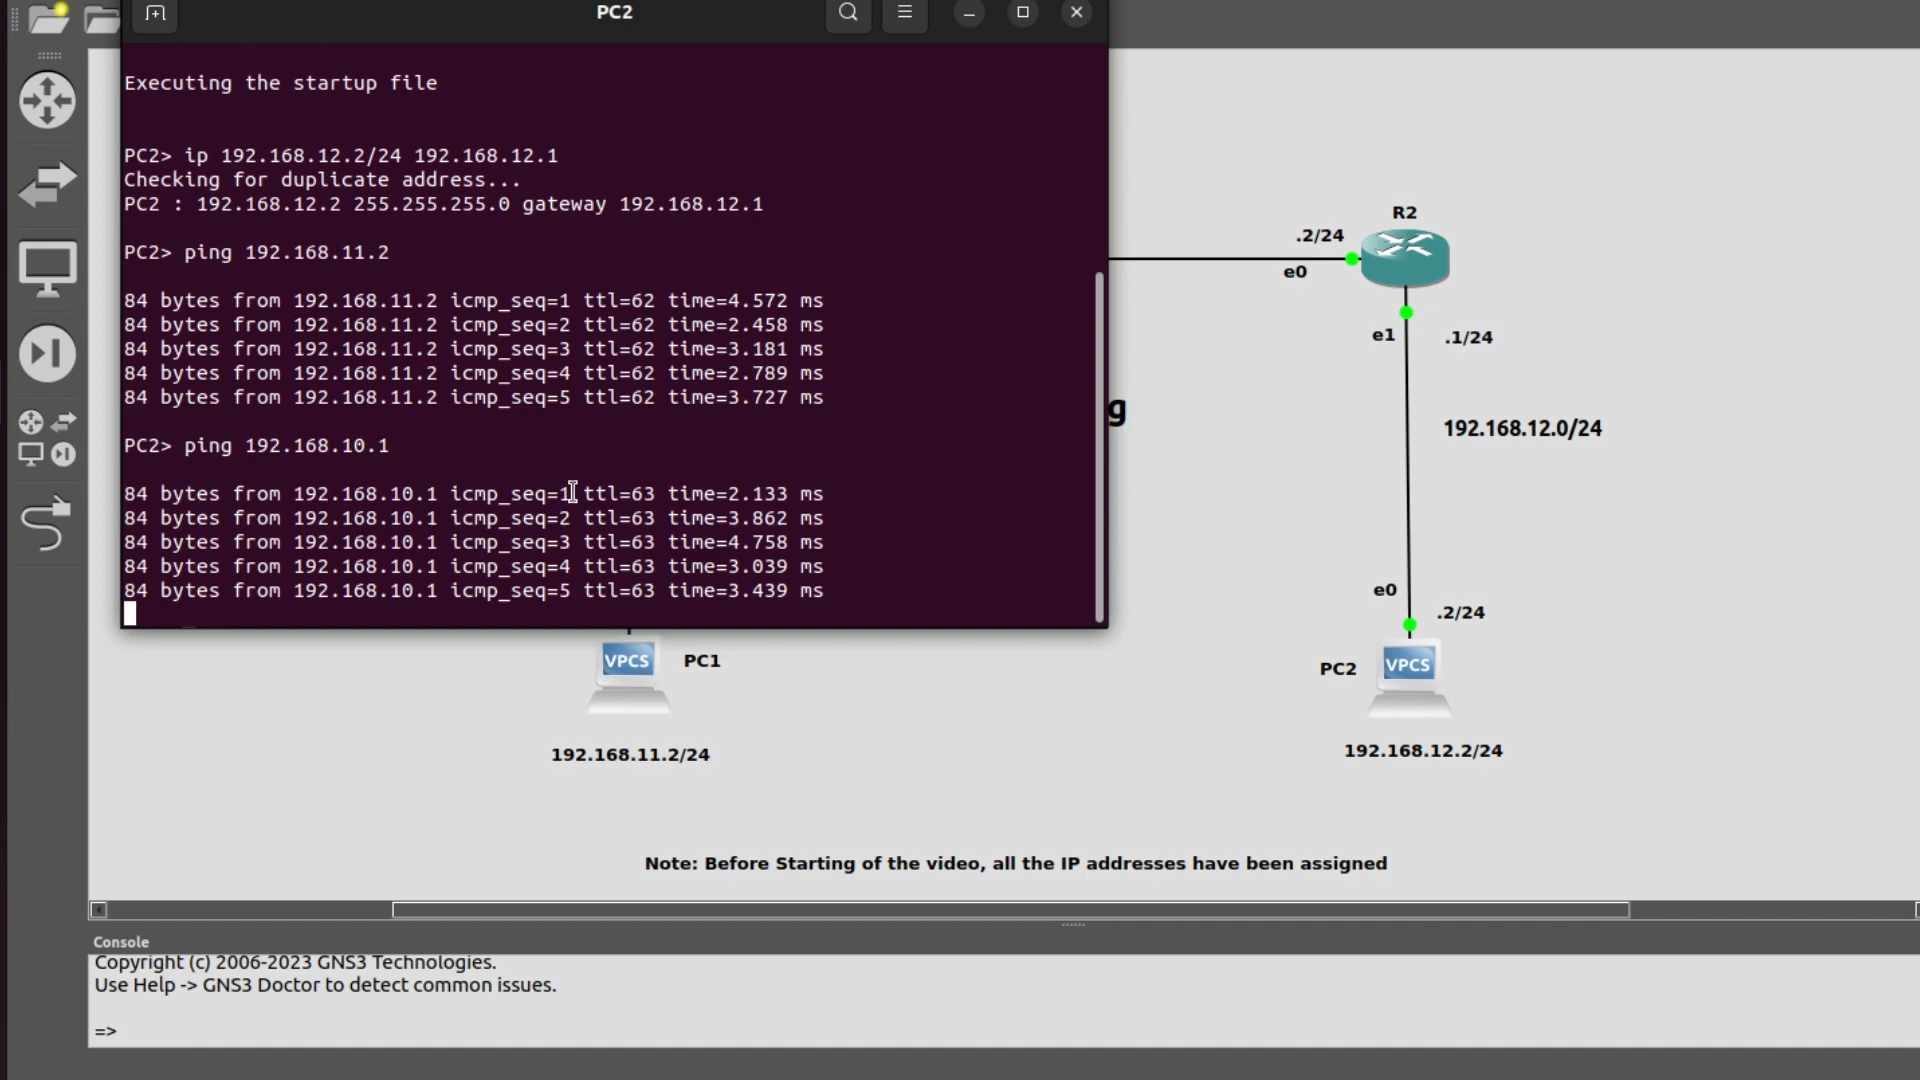 PC2
Executing the startup file
PC2> ip 192.168.12.2/24 192.168.12.1
Checking for duplicate address...
PC2 : 192.168.12.2 255.255.255.0 gateway 192.168.12.1
PC2> ping 192.168.11.2
84 bytes from 192.168.11.2 icmp_seq=1 ttl=62 time=4.572 ms
84 bytes from 192.168.11.2 icmp_seq=2 ttl=62 time=2.458 ms
84 bytes from 192.168.11.2 icmp_seq=3 ttl=62 time=3.181 ms
84 bytes from 192.168.11.2 icmp_seq=4 ttl=62 time=2.789 ms
84 bytes from 192.168.11.2 icmp_seq=5 ttl=62 time=3.727 ms
PC2> ping 192.168.10.1
84 bytes from 192.168.10.1 icmp_seq=1 ttl=63 time=2.133 ms
84 bytes from 192.168.10.1 icmp_seq=2 ttl=63 time=3.862 ms
84 bytes from 192.168.10.1 icmp_seq=3 ttl=63 time=4.758 ms
84 bytes from 192.168.10.1 icmp_seq=4 ttl=63 time=3.039 ms
84 bytes from 192.168.10.1 icmp_seq=5 ttl=63 time=3.439 ms
R2
.2/24
e0
e1
.1/24
g
192.168.12.0/24
e0
.2/24
VPCS
PC1
PC2
VPCS
192.168.11.2/24
192.168.12.2/24
Note: Before Starting of the video, all the IP addresses have been assigned
Console
Copyright (c) 2006-2023 GNS3 Technologies.
Use Help -> GNS3 Doctor to detect common issues.
=>